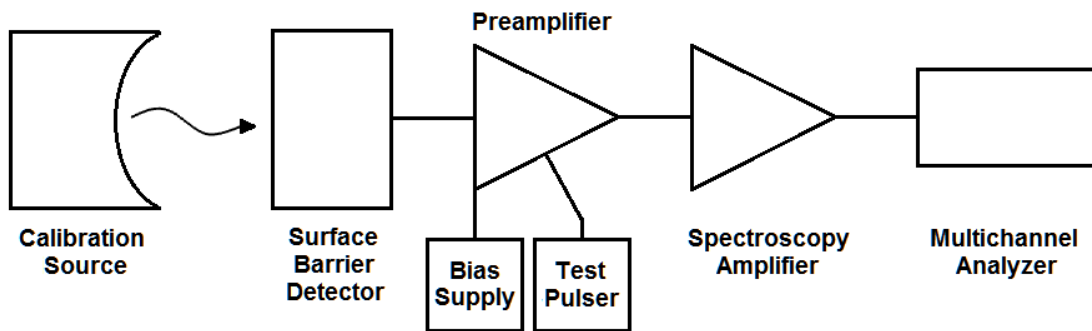 Preamplifier
Calibration
Source
Surface
Barrier
Detector
Bias
Supply
Test
Pulser
Spectroscopy
Amplifier
Multichannel
Analyzer